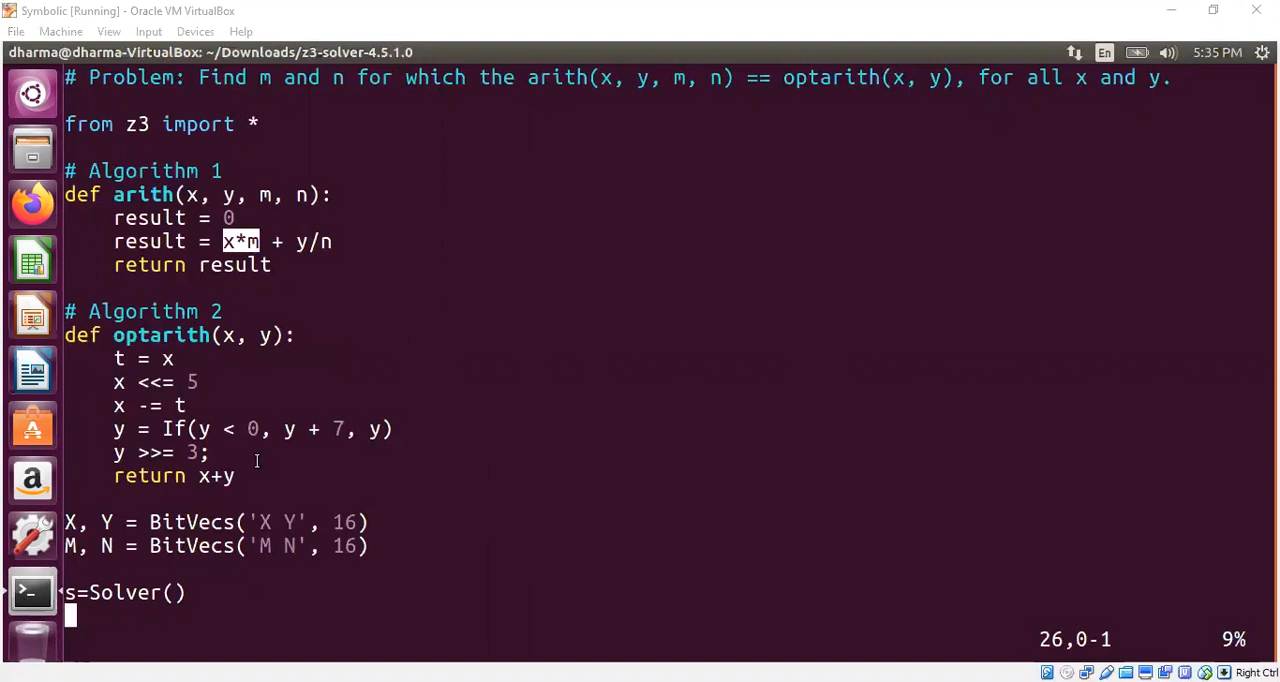 Symbolic [Running] - Oracle VM VirtualBox
File Machine View Input Devices Help
dharma@dharma-VirtualBox: ~/Downloads/z3-solver-4.5.1.0 En 5:35 PM
# Problem: Find m and n for which the arith(x, y, m, n) == optarith(x, y), for all x and y.
from z3 import *
# Algorithm 1
def arith(x, y, m, n):
result = 0
result = x*m + y/n
return result
# Algorithm 2
def optarith(x, y):
t = x
x <<= 5
x -= t
y = If(y < 0, y + 7, y)
y >>= 3;
return x+y
X, Y = BitVecs('X Y', 16)
M, N = BitVecs('M N', 16)
s=Solver()
26,0-1 9%
Right Ctrl